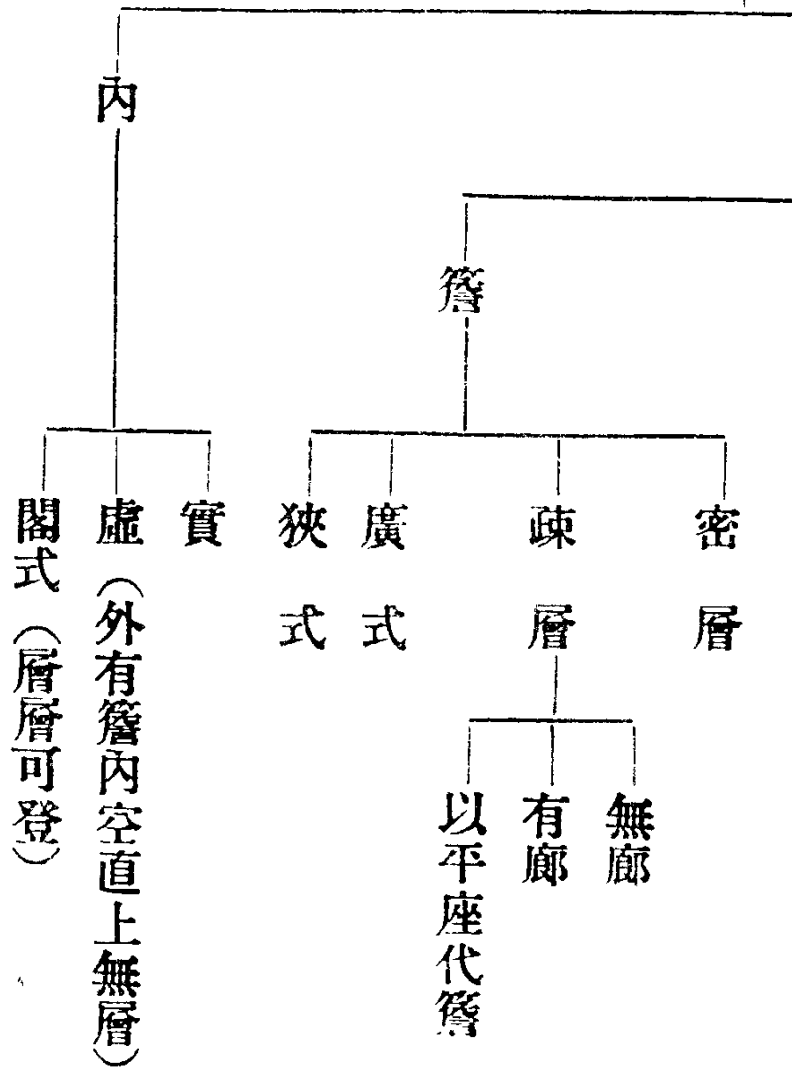 簷
密層
疎層
無廊
有廊
以平座代簷
廣式
狹式
內
實
虛（外有簷內空直上無層）
閣式（層層可登）